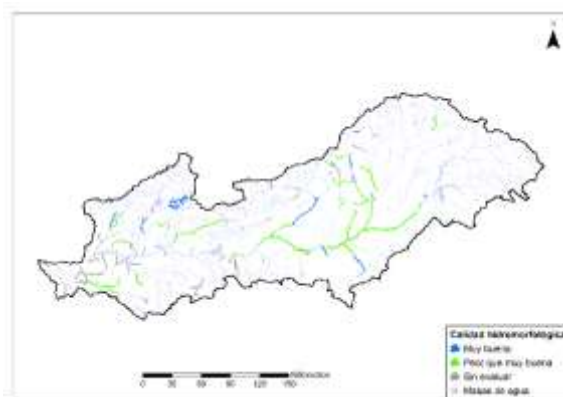 N
Calidad hidromorfológica
Muy buena
Peor que muy buena
Sin evaluar
Masas de agua
0 30 60 90 120 150
Kilómetros